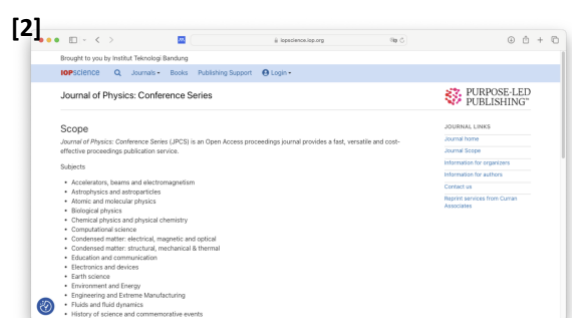 [2]
iopscience.iop.org
Brought to you by Institut Teknologi Bandung
IOPSCIENCE Journals Books Publishing Support Login
Journal of Physics: Conference Series
PURPOSE-LED
PUBLISHING™
Scope
Journal of Physics: Conference Series (JPCS) is an Open Access proceedings journal provides a fast, versatile and cost-
effective proceedings publication service.
Subjects
• Accelerators, beams and electromagnetism
• Astrophysics and astroparticles
• Atomic and molecular physics
• Biological physics
• Chemical physics and physical chemistry
• Computational science
• Condensed matter: electrical, magnetic and optical
• Condensed matter: structural, mechanical & thermal
• Education and communication
• Electronics and devices
• Earth science
• Environment and Energy
• Engineering and Extreme Manufacturing
• Fluids and fluid dynamics
• History of science and commemorative events
JOURNAL LINKS
Journal home
Journal Scope
Information for organizers
Information for authors
Contact us
Reprint services from Curran
Associates